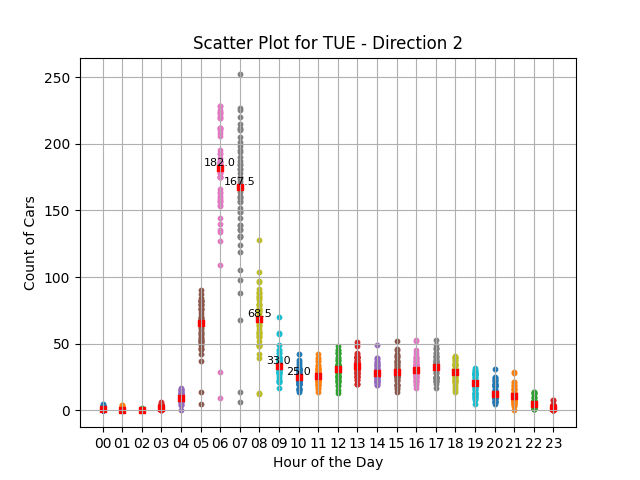 Scatter Plot for TUE - Direction 2
Count of Cars
250
200
150
100
50
0
182.0
167.5
68.5
33.0
25.0
00 01 02 03 04 05 06 07 08 09 10 11 12 13 14 15 16 17 18 19 20 21 22 23
Hour of the Day